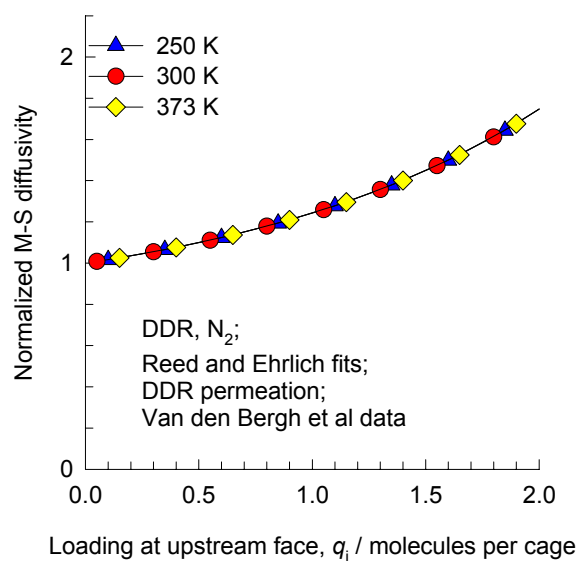 2
250 K
300 K
373 K
Normalized M-S diffusivity
1
DDR, N2;
Reed and Ehrlich fits;
DDR permeation;
Van den Bergh et al data
0
0.0 0.5 1.0 1.5 2.0
Loading at upstream face, qi / molecules per cage